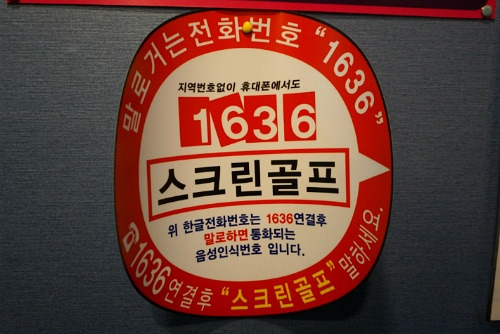 말로거는전화번호 "1636"
지역번호없이 휴대폰에서도
1636
스크린골프
위 한글전화번호는 1636연결후
말로하면 통화되는
음성인식번호 입니다.
☎1636연결후 "스크린골프" 말하세요.